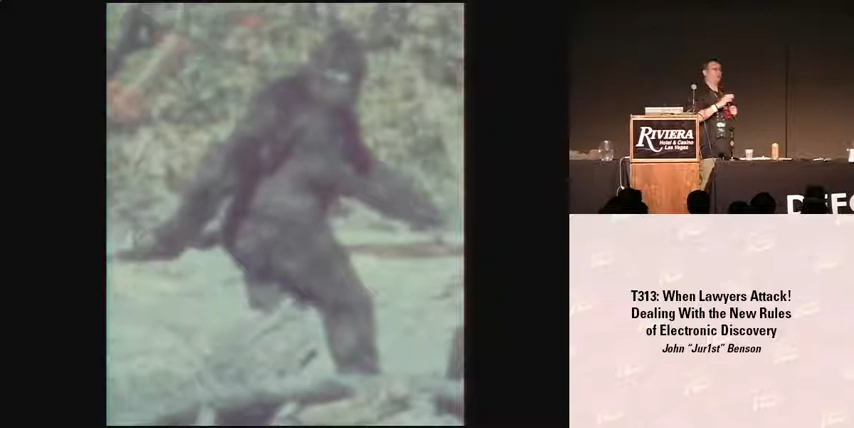 RIVIERA
Hotel & Casino
Las Vegas
DEFC
T313: When Lawyers Attack!
Dealing With the New Rules
of Electronic Discovery
John "Jur1st" Benson